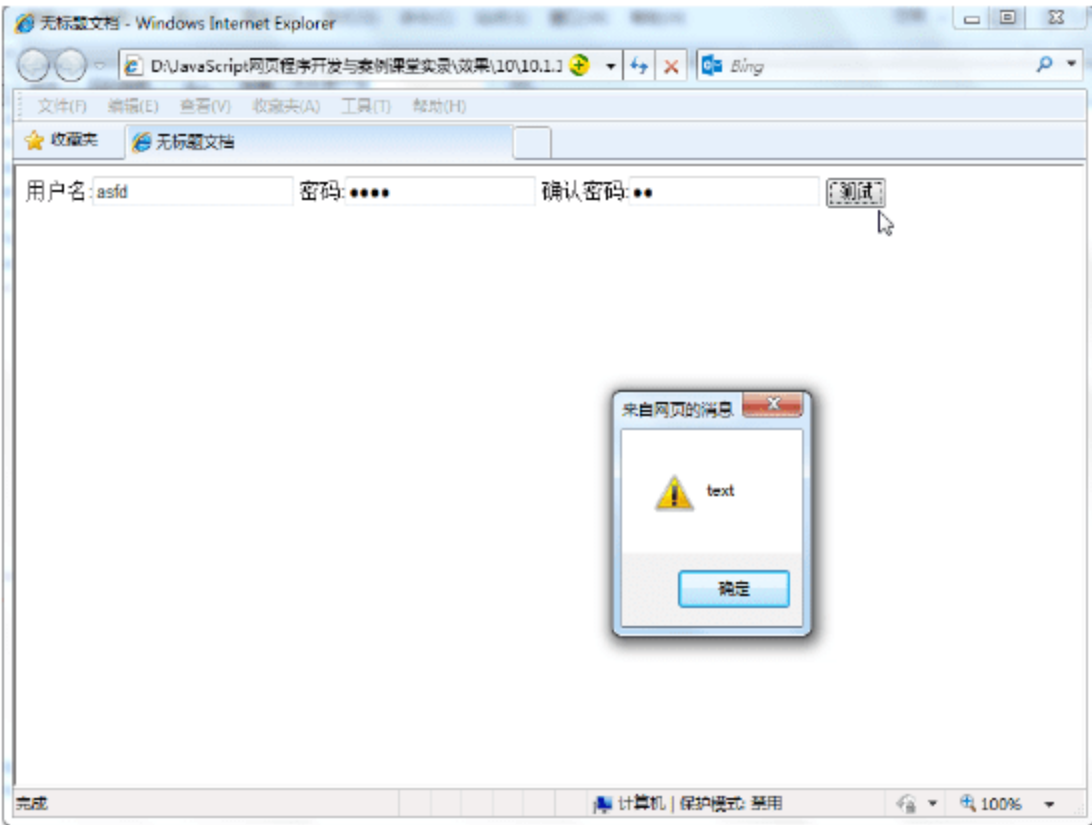 无标题文档 - Windows Internet Explorer
D:\JavaScript网页程序开发与案例课堂实录\效果\10\10.1.1 Bing
文件(F) 编辑(E) 查看(V) 收藏夹(A) 工具(T) 帮助(H)
收藏夹 无标题文档
用户名: asfd 密码: •••• 确认密码: •• 测试
来自网页的消息
text
确定
完成 计算机 | 保护模式: 禁用 100%